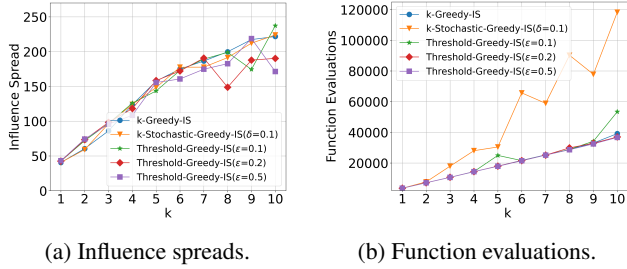 Influence Spread
250
200
150
100
50
0
1 2 3 4 5 6 7 8 9 10
k
k-Greedy-IS
k-Stochastic-Greedy-IS(δ=0.1)
Threshold-Greedy-IS(ε=0.1)
Threshold-Greedy-IS(ε=0.2)
Threshold-Greedy-IS(ε=0.5)
(a) Influence spreads.
Function Evaluations
120000
100000
80000
60000
40000
20000
1 2 3 4 5 6 7 8 9 10
k
k-Greedy-IS
k-Stochastic-Greedy-IS(δ=0.1)
Threshold-Greedy-IS(ε=0.1)
Threshold-Greedy-IS(ε=0.2)
Threshold-Greedy-IS(ε=0.5)
(b) Function evaluations.